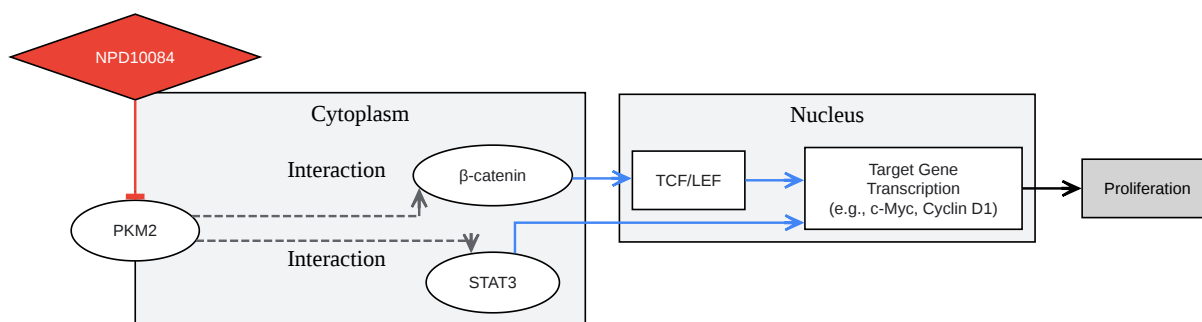 NPD10084
Cytoplasm
Nucleus
Interaction
β-catenin
TCF/LEF
Target Gene
Transcription
(e.g., c-Myc, Cyclin D1)
Proliferation
PKM2
Interaction
STAT3